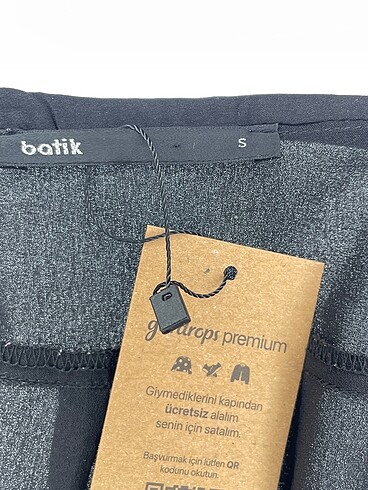 batik
S
premium
Giymediklerini kapından
ücretsiz alalım
senin için satalım.
Başvurmak için lütfen QR
kodunu okutun